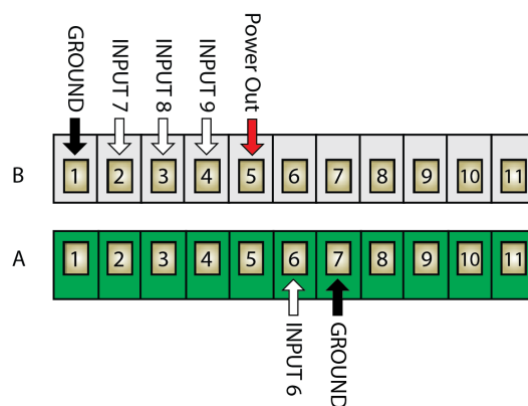 GROUND
INPUT 7
INPUT 8
INPUT 9
Power Out
B 1 2 3 4 5 6 7 8 9 10 11
A 1 2 3 4 5 6 7 8 9 10 11
INPUT 6
GROUND